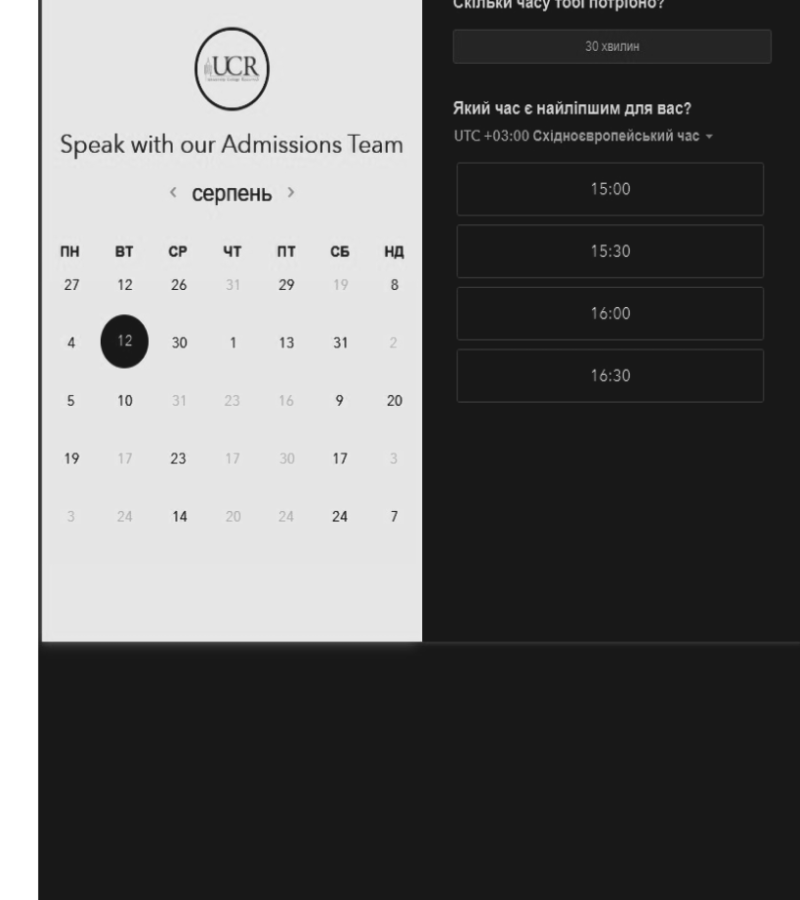 UCR
Speak with our Admissions Team
< серпень >
ПН ВТ СР ЧТ ПТ СБ НД
27 12 26 31 29 19 8
4 12 30 1 13 31 2
5 10 31 23 16 9 20
19 17 23 17 30 17 3
3 24 14 20 24 24 7
Скільки часу тобі потрібно?
30 хвилин
Який час є найліпшим для вас?
UTC +03:00 Східноєвропейський час
15:00
15:30
16:00
16:30